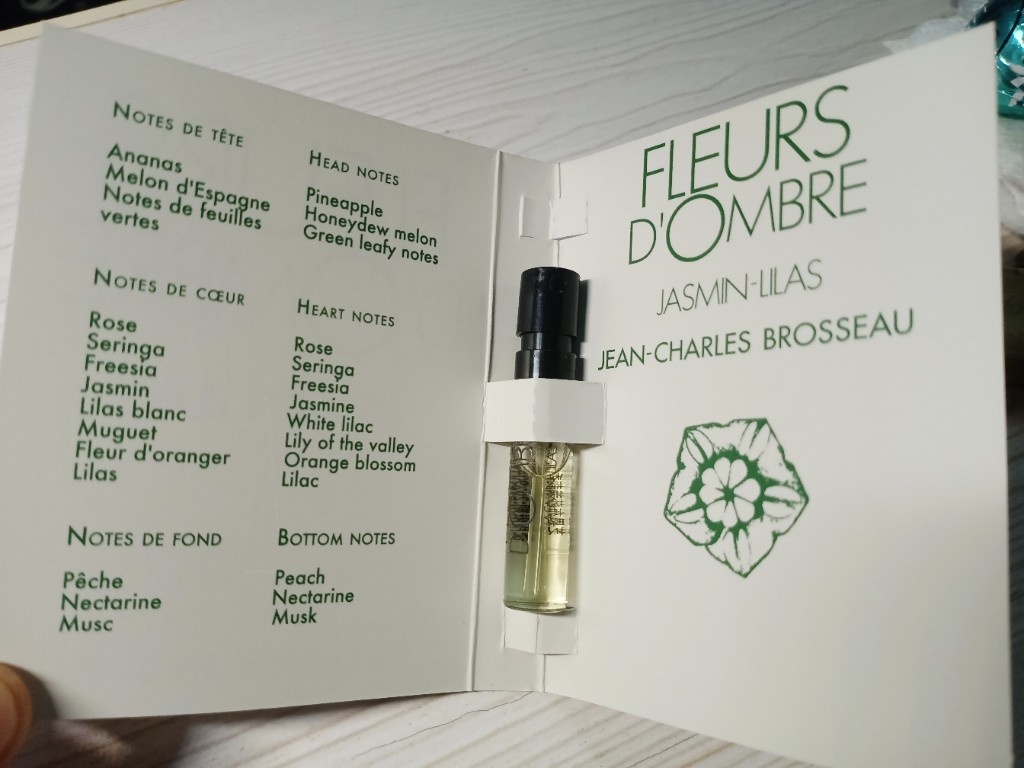 NOTES DE TÊTE
Ananas
Melon d'Espagne
Notes de feuilles
vertes
HEAD NOTES
Pineapple
Honeydew melon
Green leafy notes
NOTES DE CŒUR
Rose
Seringa
Freesia
Jasmin
Lilas blanc
Muguet
Fleur d'oranger
Lilas
HEART NOTES
Rose
Seringa
Freesia
Jasmine
White lilac
Lily of the valley
Orange blossom
Lilac
NOTES DE FOND
Pêche
Nectarine
Musc
BOTTOM NOTES
Peach
Nectarine
Musk
FLEURS
D'OMBRE
JASMIN-LILAS
JEAN-CHARLES BROSSEAU